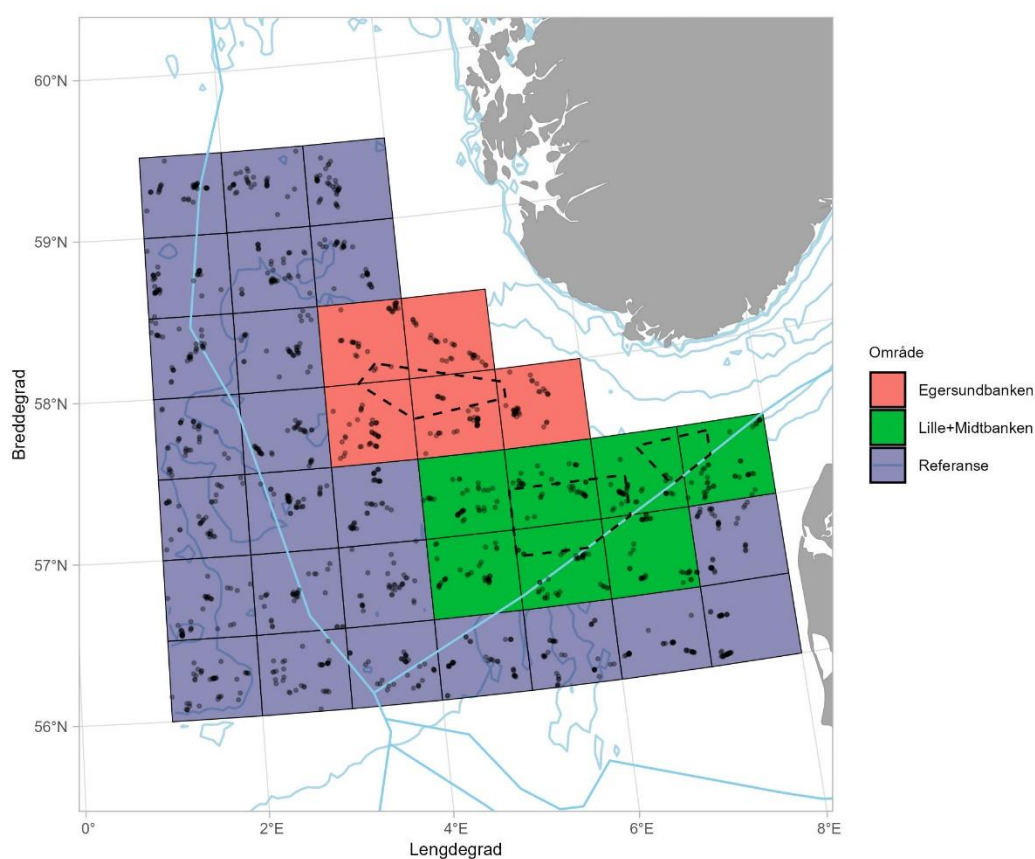 60°N
59°N
58°N
57°N
56°N
Breddegrad
0°
2°E
4°E
6°E
8°E
Lengdegrad
Område
Egersundbanken
Lille+Midtbanken
Referanse